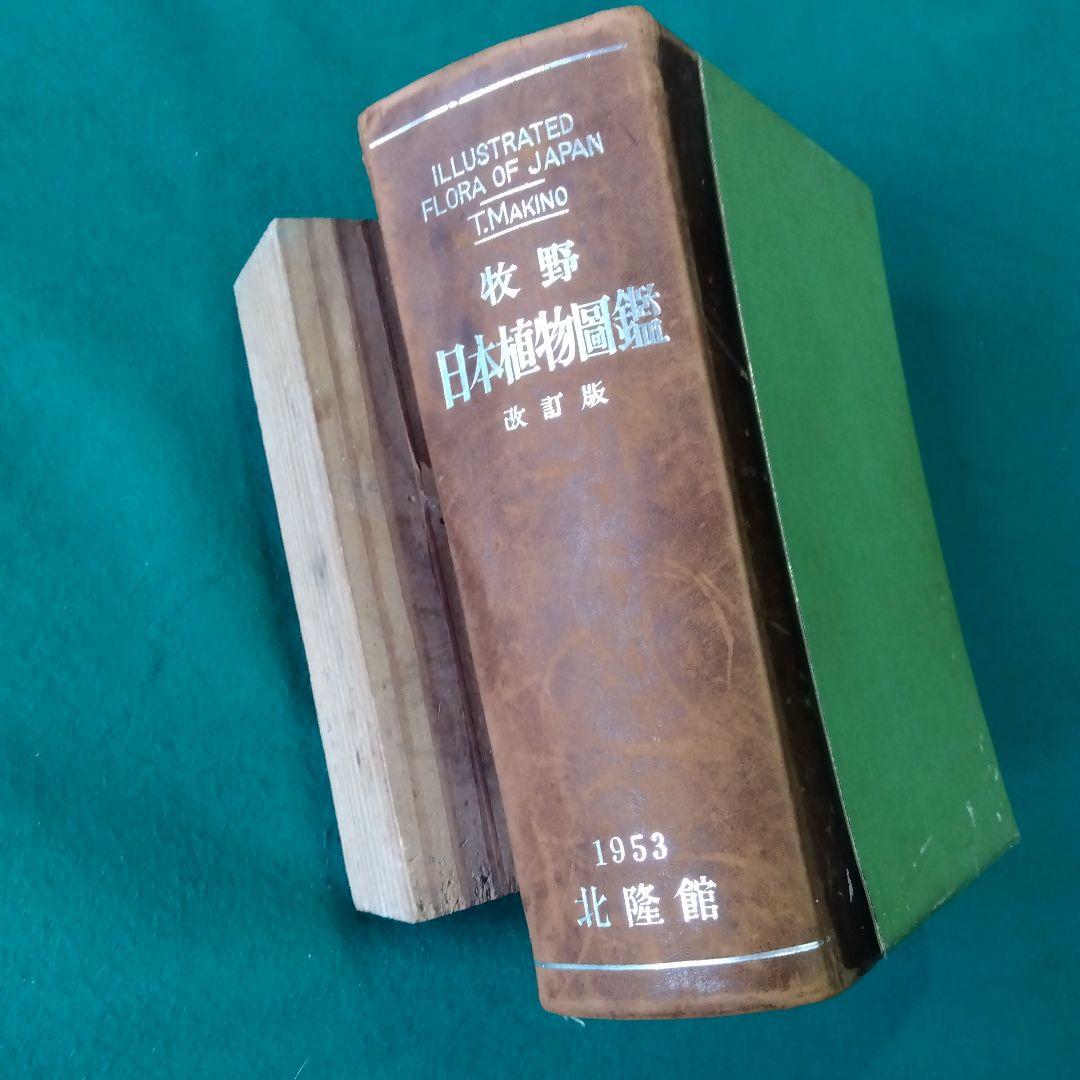 ILLUSTRATED
FLORA OF JAPAN
T. MAKINO
牧野
日本植物圖鑑
改訂版
1953
北隆館